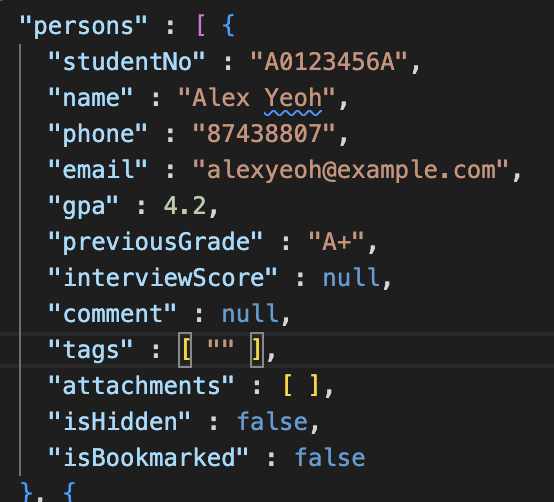 "persons" : [ {
"studentNo" : "A0123456A",
"name" : "Alex Yeoh",
"phone" : "87438807",
"email" : "alexyeoh@example.com",
"gpa" : 4.2,
"previousGrade" : "A+",
"interviewScore" : null,
"comment" : null,
"tags" : [ "" ],
"attachments" : [ ],
"isHidden" : false,
"isBookmarked" : false
}, {